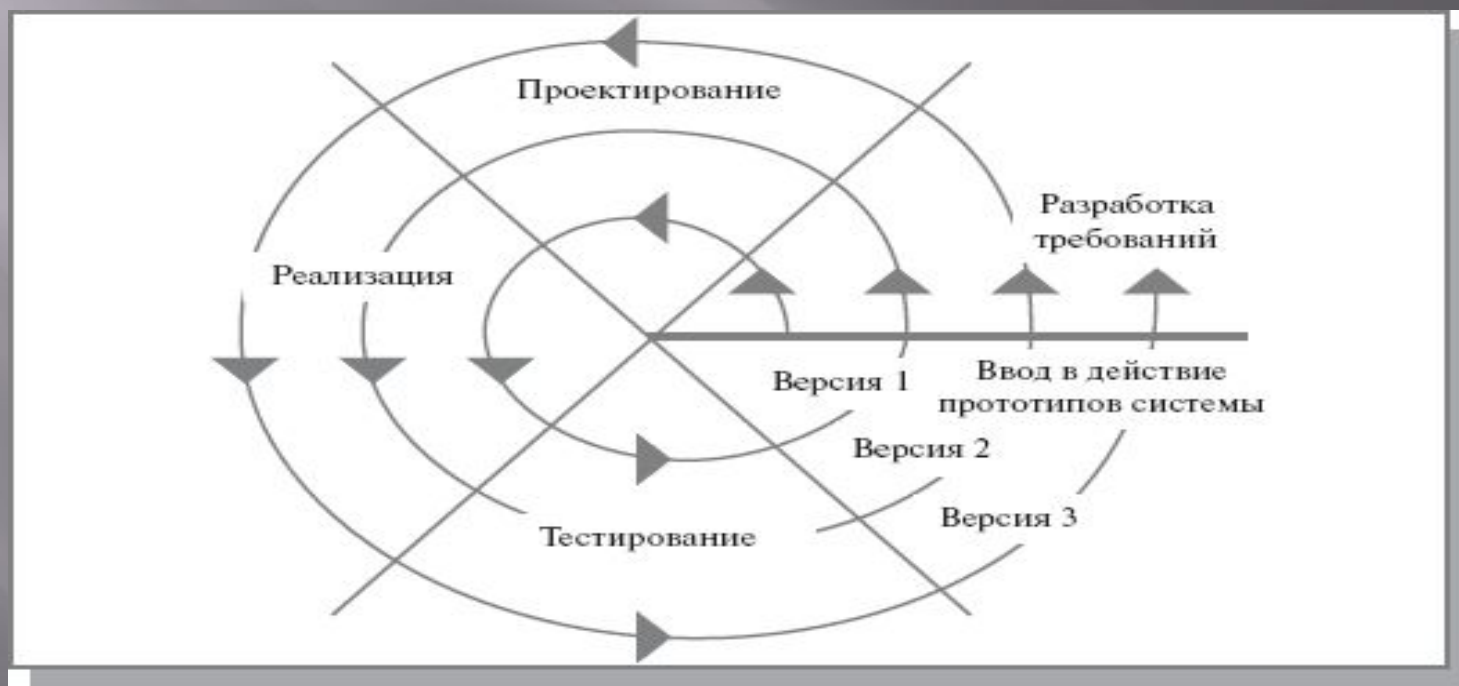 Проектирование
Разработка
требований
Реализация
Версия 1
Ввод в действие
прототипов системы
Версия 2
Версия 3
Тестирование